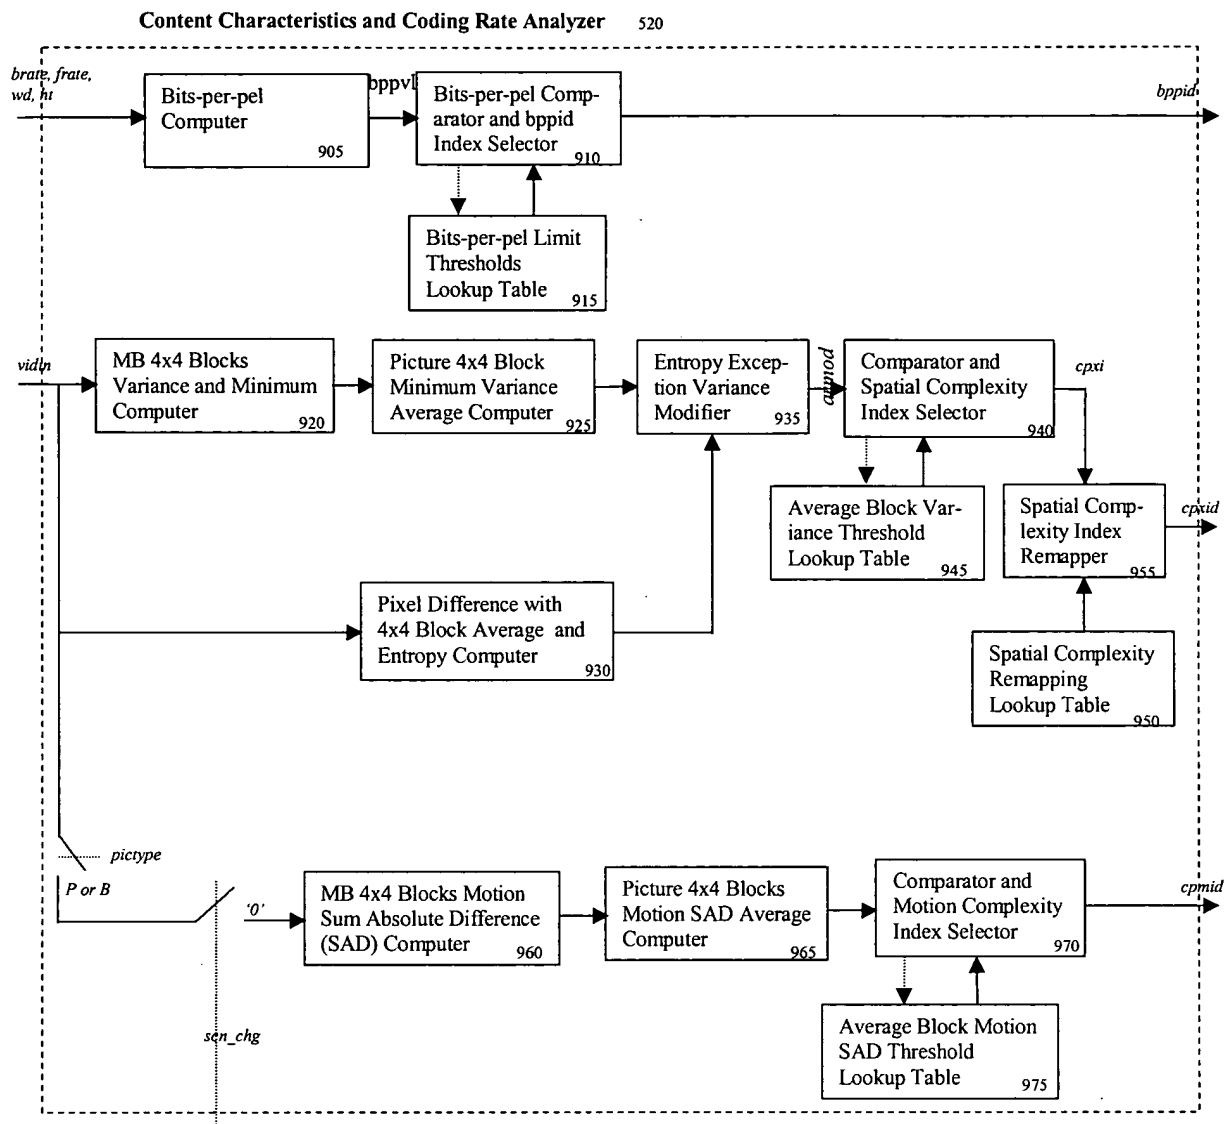 Content Characteristics and Coding Rate Analyzer 520
brate, frate,
wd, ht
Bits-per-pel
Computer
905
bppvl
Bits-per-pel Comp-
arator and bppid
Index Selector
910
bppid
Bits-per-pel Limit
Thresholds
Lookup Table
915
vidin
MB 4x4 Blocks
Variance and Minimum
Computer
920
Picture 4x4 Block
Minimum Variance
Average Computer
925
Entropy Excep-
tion Variance
Modifier
935
Comparator and
Spatial Complexity
Index Selector
940
cpxi
Average Block Var-
iance Threshold
Lookup Table
945
Spatial Comp-
lexity Index
Remapper
955
cpxid
Pixel Difference with
4x4 Block Average and
Entropy Computer
930
Spatial Complexity
Remapping
Lookup Table
950
pictype
P or B
'0'
scn_chg
MB 4x4 Blocks Motion
Sum Absolute Difference
(SAD) Computer
960
Picture 4x4 Blocks
Motion SAD Average
Computer
965
Comparator and
Motion Complexity
Index Selector
970
cpmid
Average Block Motion
SAD Threshold
Lookup Table
975